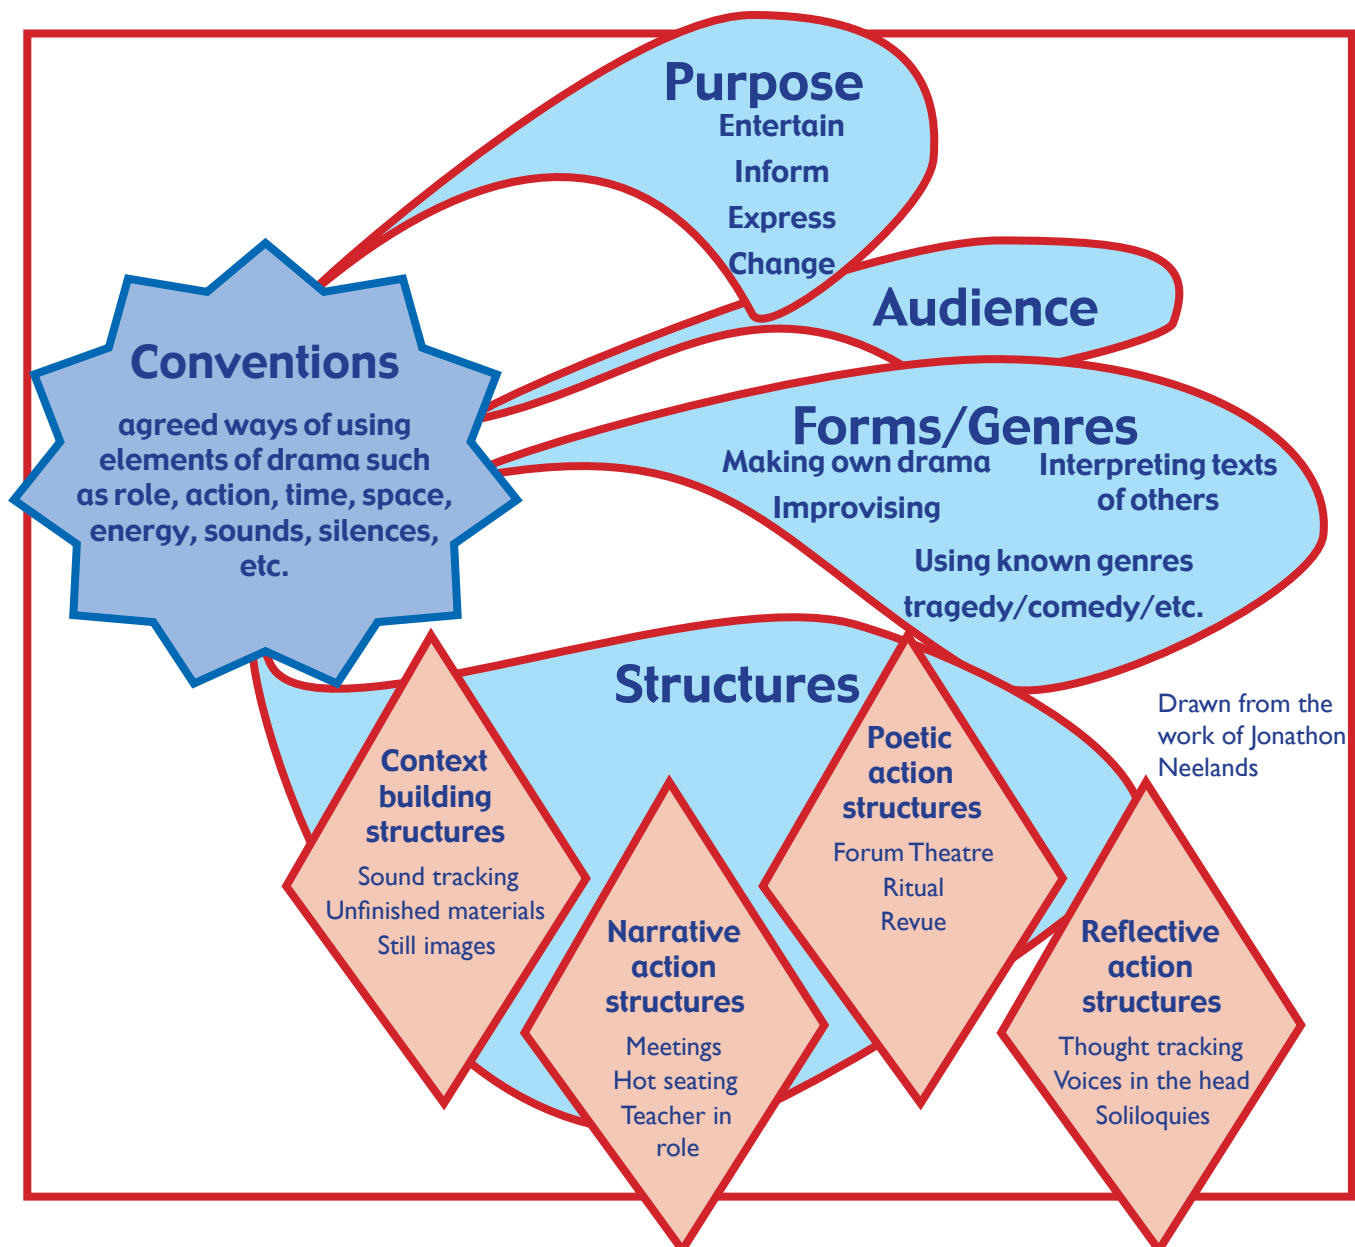 Purpose
Entertain
Inform
Express
Change
Audience
Conventions
agreed ways of using
elements of drama such
as role, action, time, space,
energy, sounds, silences,
etc.
Forms/Genres
Making own drama
Improvising
Interpreting texts
of others
Using known genres
tragedy/comedy/etc.
Structures
Drawn from the
work of Jonathon
Neelands
Context
building
structures
Sound tracking
Unfinished materials
Still images
Narrative
action
structures
Meetings
Hot seating
Teacher in
role
Poetic
action
structures
Forum Theatre
Ritual
Revue
Reflective
action
structures
Thought tracking
Voices in the head
Soliloquies